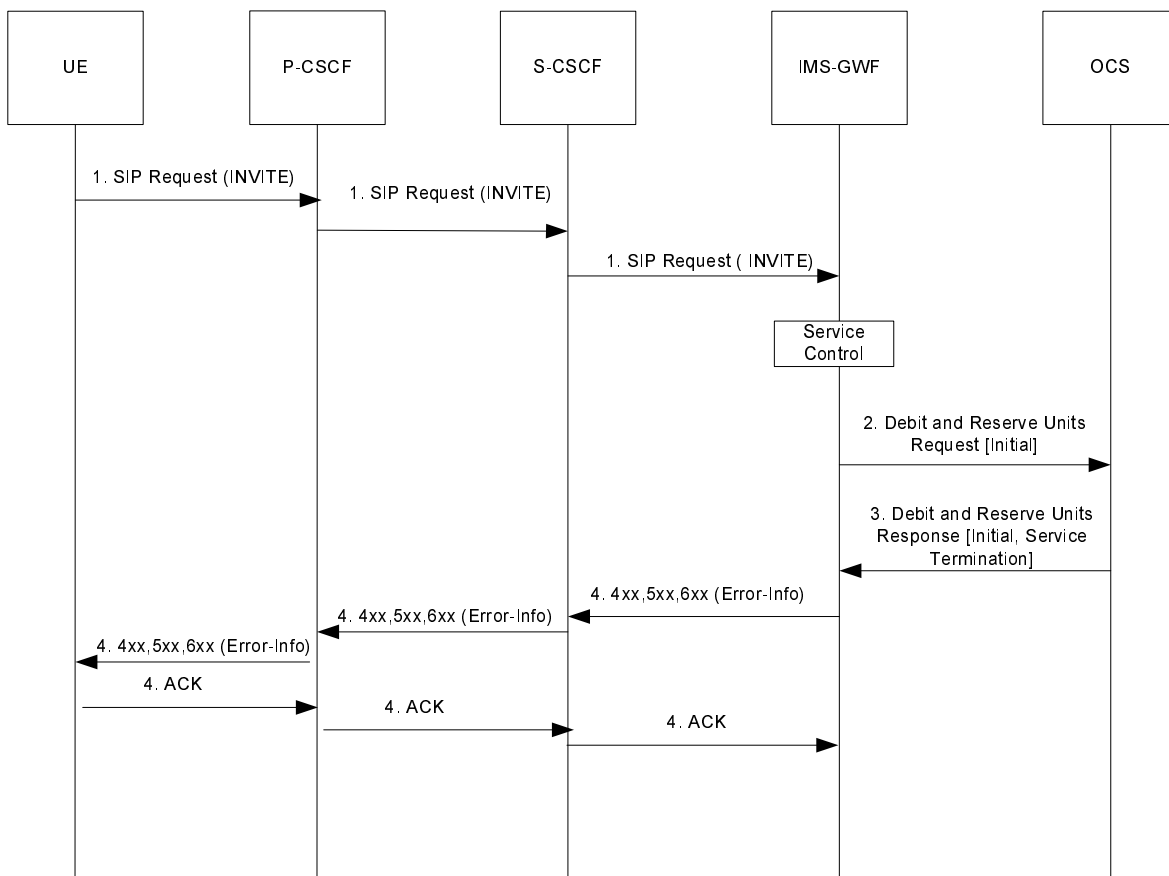 UE
P-CSCF
S-CSCF
IMS-GWF
OCS
1. SIP Request (INVITE)
1. SIP Request (INVITE)
1. SIP Request ( INVITE)
Service
Control
2. Debit and Reserve Units
Request [Initial]
3. Debit and Reserve Units
Response [Initial, Service
Termination]
4. 4xx,5xx,6xx (Error-Info)
4. 4xx,5xx,6xx (Error-Info)
4. 4xx,5xx,6xx (Error-Info)
4. ACK
4. ACK
4. ACK